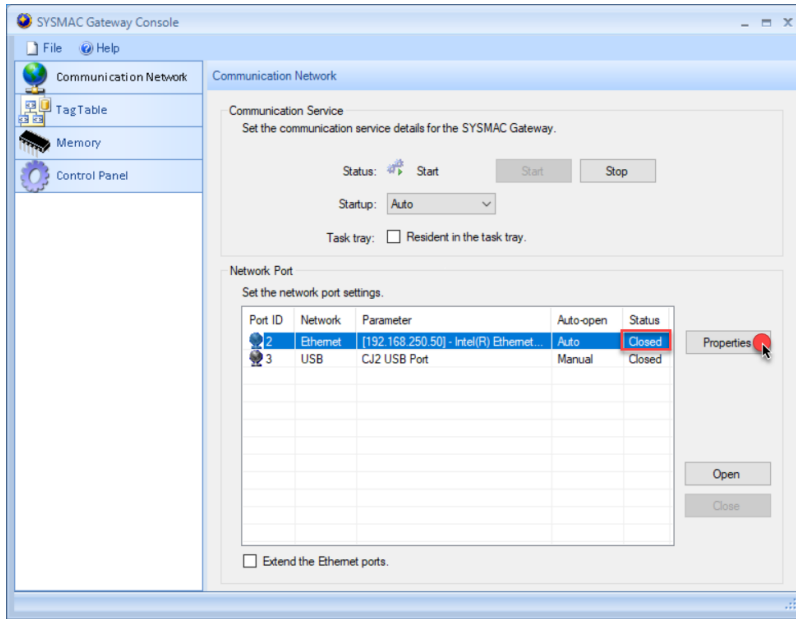 SYSMAC Gateway Console
File Help
Communication Network
TagTable
Memory
Control Panel
Communication Network
Communication Service
Set the communication service details for the SYSMAC Gateway.
Status: Start Start Stop
Startup: Auto
Task tray: Resident in the task tray.
Network Port
Set the network port settings.
Port ID Network Parameter Auto-open Status
2 Ethernet [192.168.250.50] - Intel(R) Ethernet... Auto Closed
3 USB CJ2 USB Port Manual Closed
Properties
Open
Close
Extend the Ethernet ports.